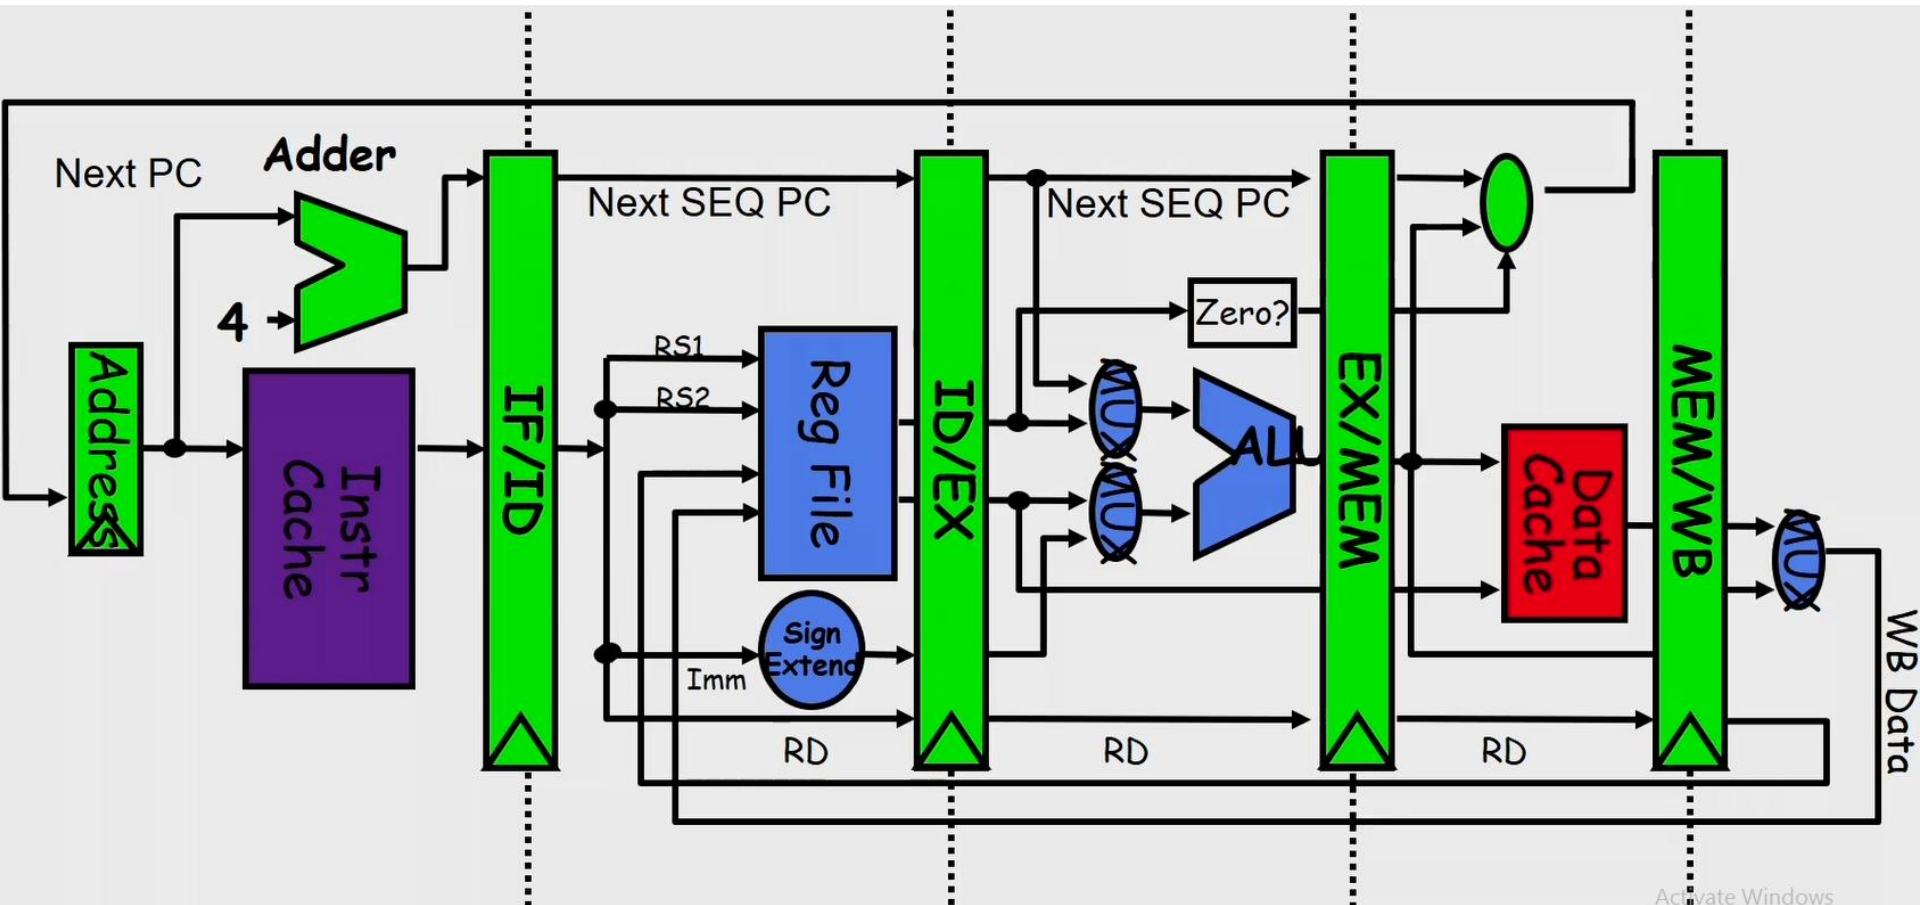 Adder
Next PC
Next SEQ PC
Next SEQ PC
4
Zero?
RS1
RS2
Address
Instr
Cache
IF/ID
Reg File
ID/EX
MUX
MUX
ALU
EX/MEM
Data
Cache
MEM/WB
MUX
Sign
Extend
Imm
WB Data
RD
RD
RD
Activate Windows